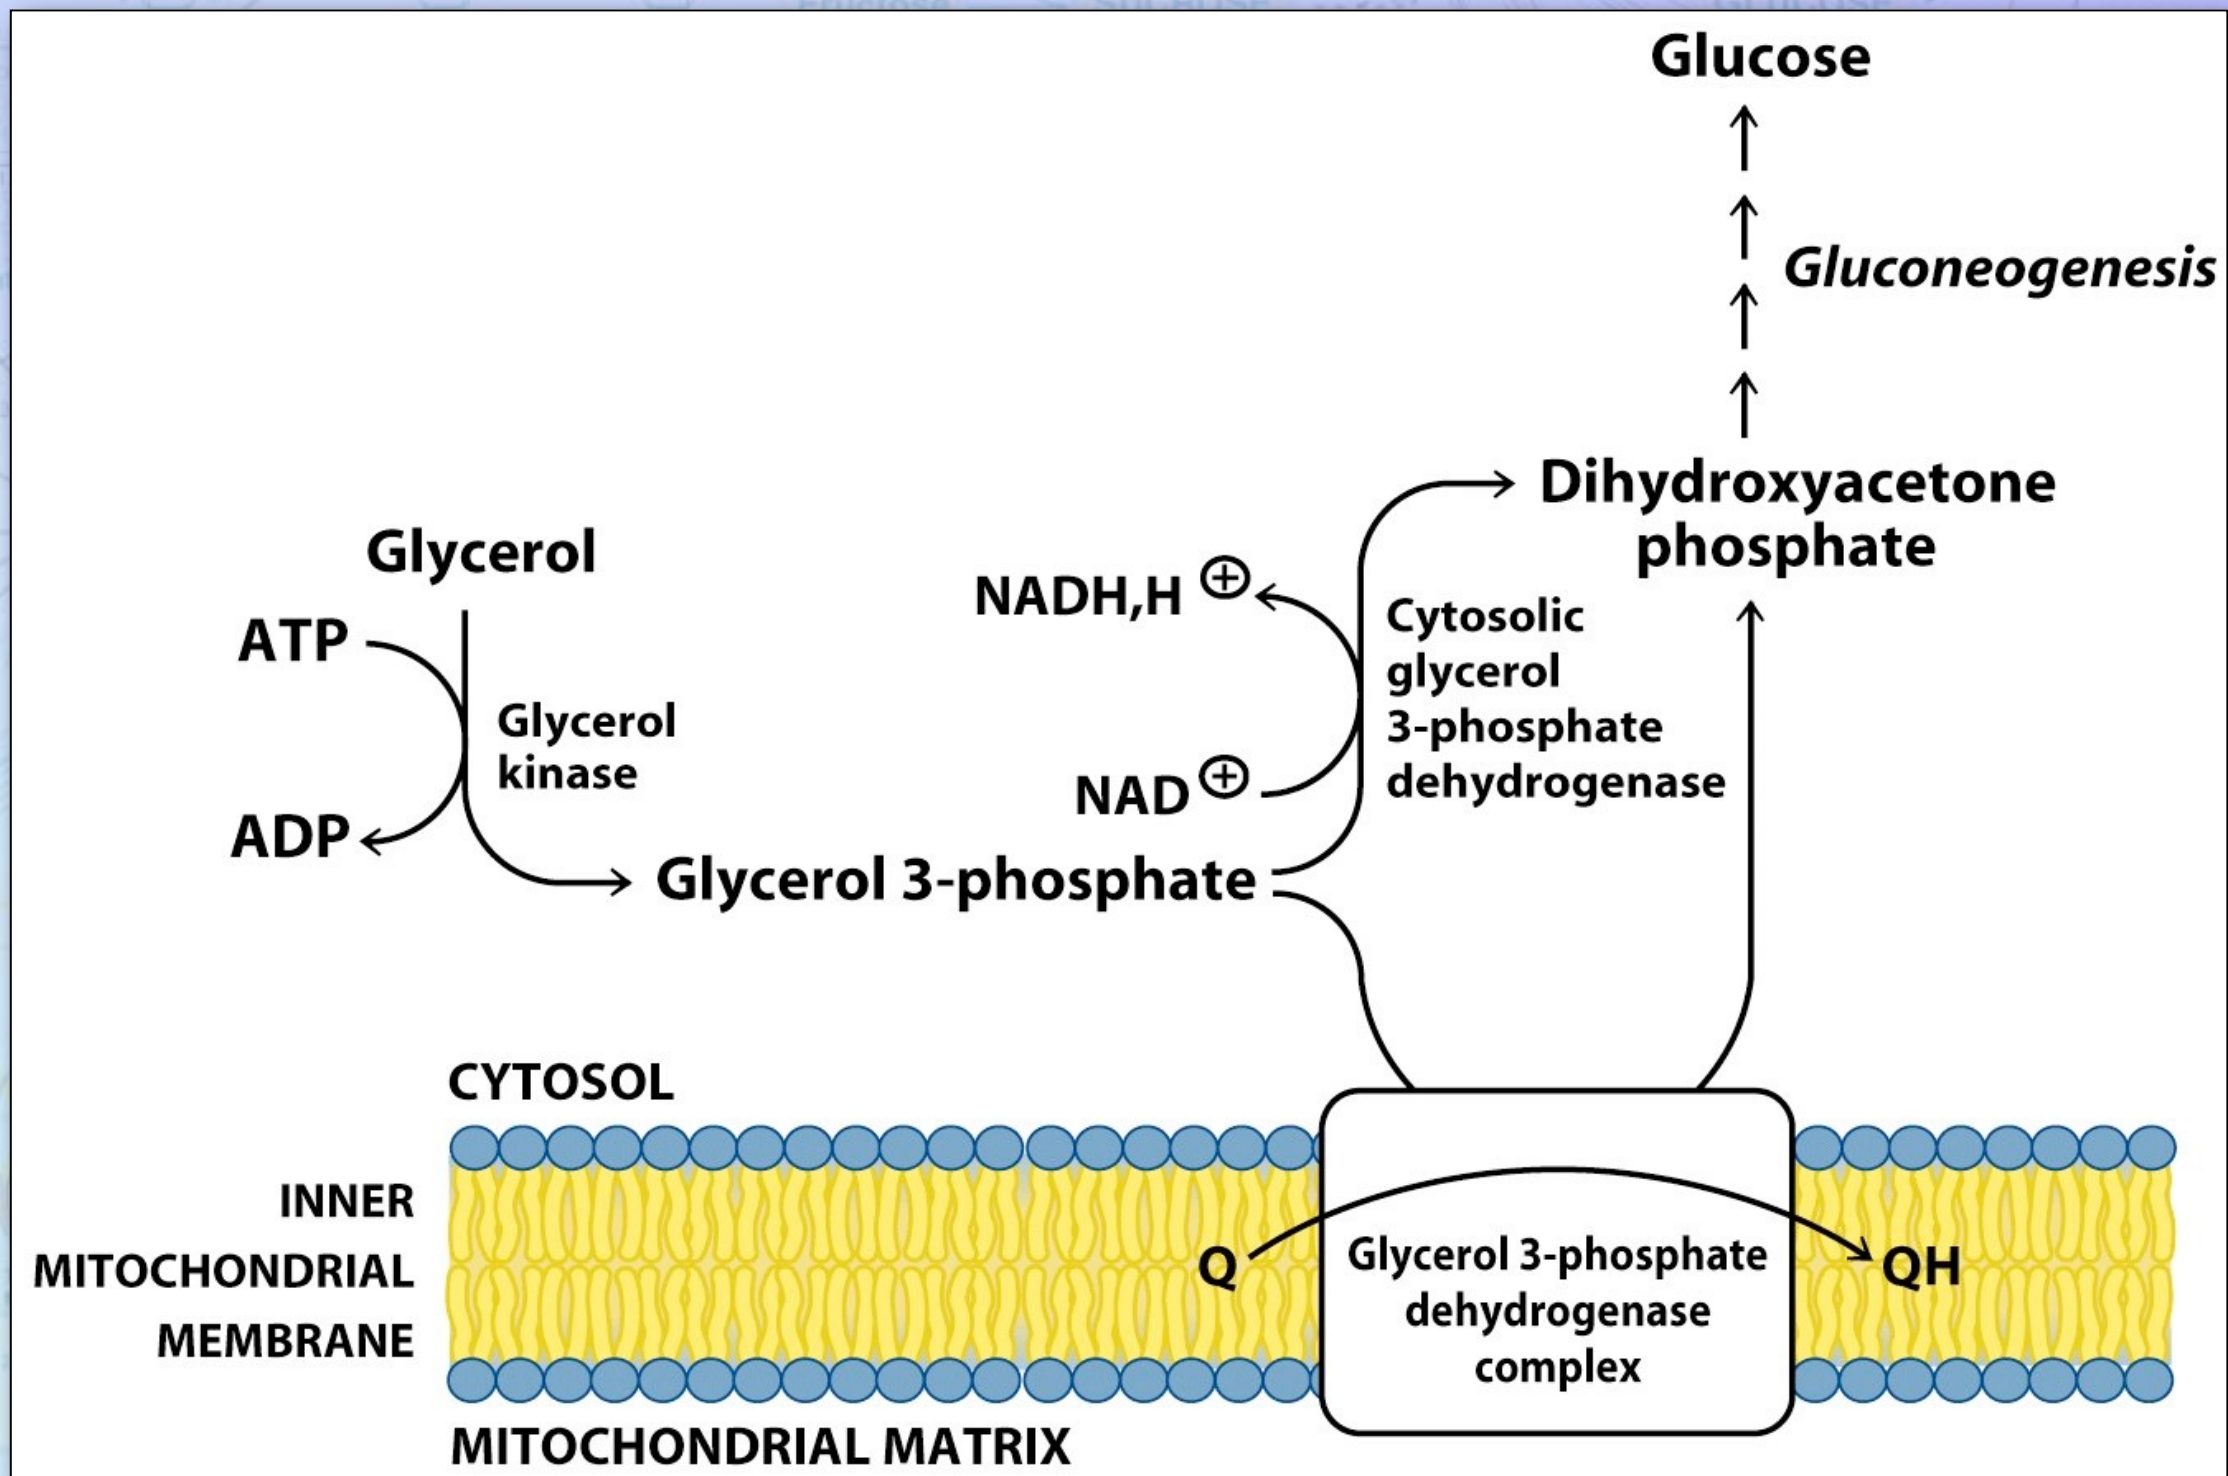 Glucose
Gluconeogenesis
Dihydroxyacetone
phosphate
Glycerol
ATP
Glycerol
kinase
ADP
NADH,H ⊕
NAD⊕
Cytosolic
glycerol
3-phosphate
dehydrogenase
Glycerol 3-phosphate
CYTOSOL
INNER
MITOCHONDRIAL
MEMBRANE
Q
Glycerol 3-phosphate
dehydrogenase
complex
QH
MITOCHONDRIAL MATRIX